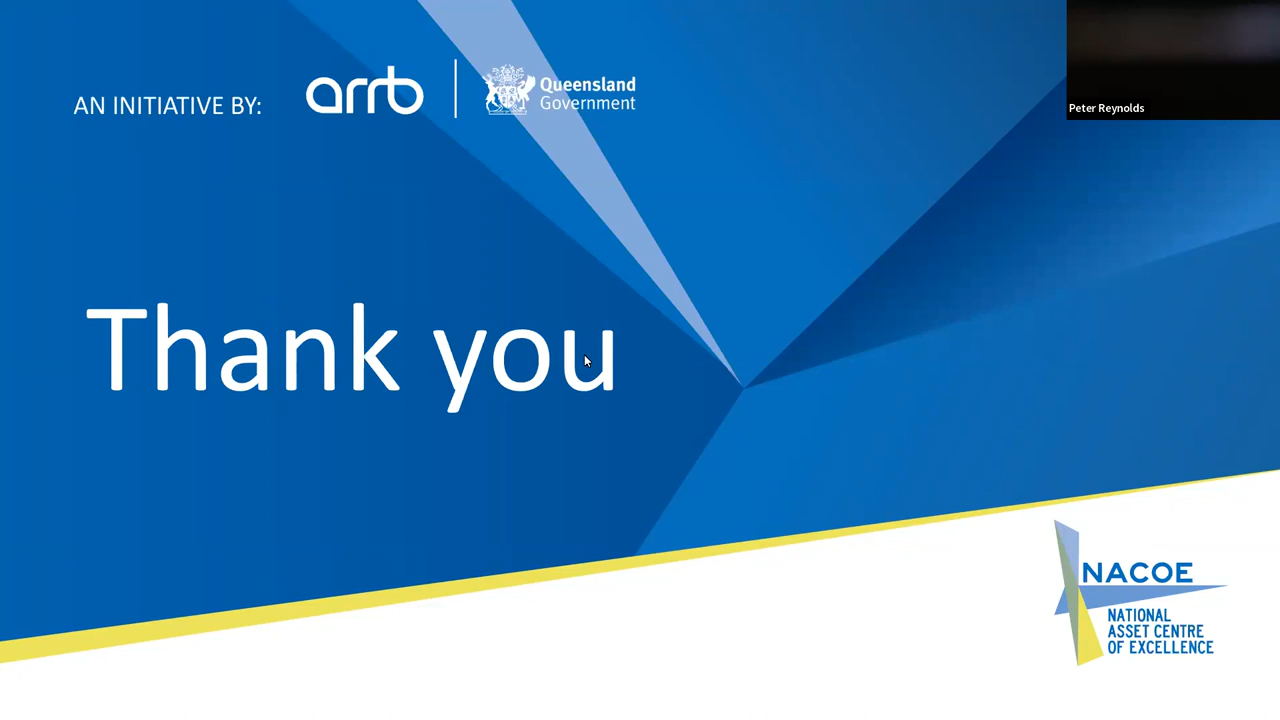 AN INITIATIVE BY:
arrb
Queensland
Government
Peter Reynolds
Thank you
NACOE
NATIONAL
ASSET CENTRE
OF EXCELLENCE